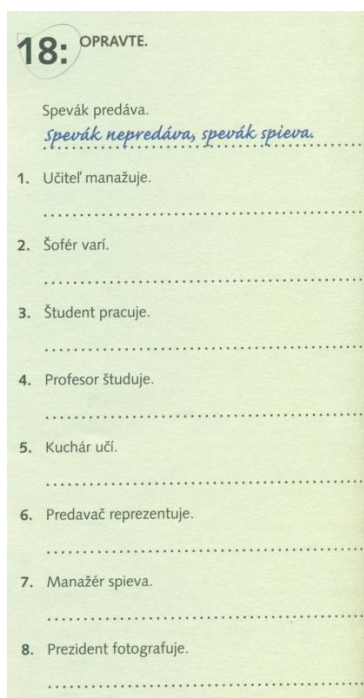 18: OPRAVTE.
Spevák predáva.
Spevák nepredáva, spevák spieva.
1. Učiteľ manažuje.
2. Šofér varí.
3. Študent pracuje.
4. Profesor študuje.
5. Kuchár učí.
6. Predavač reprezentuje.
7. Manažér spieva.
8. Prezident fotografuje.